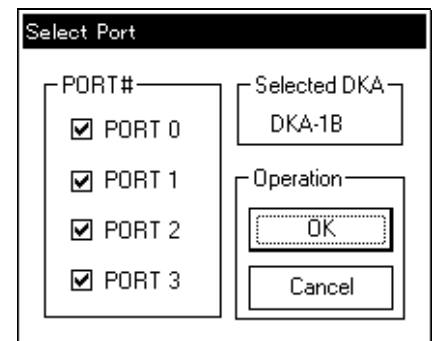 Select Port
PORT#
PORT 0
PORT 1
PORT 2
PORT 3
Selected DKA
DKA-1B
Operation
OK
Cancel